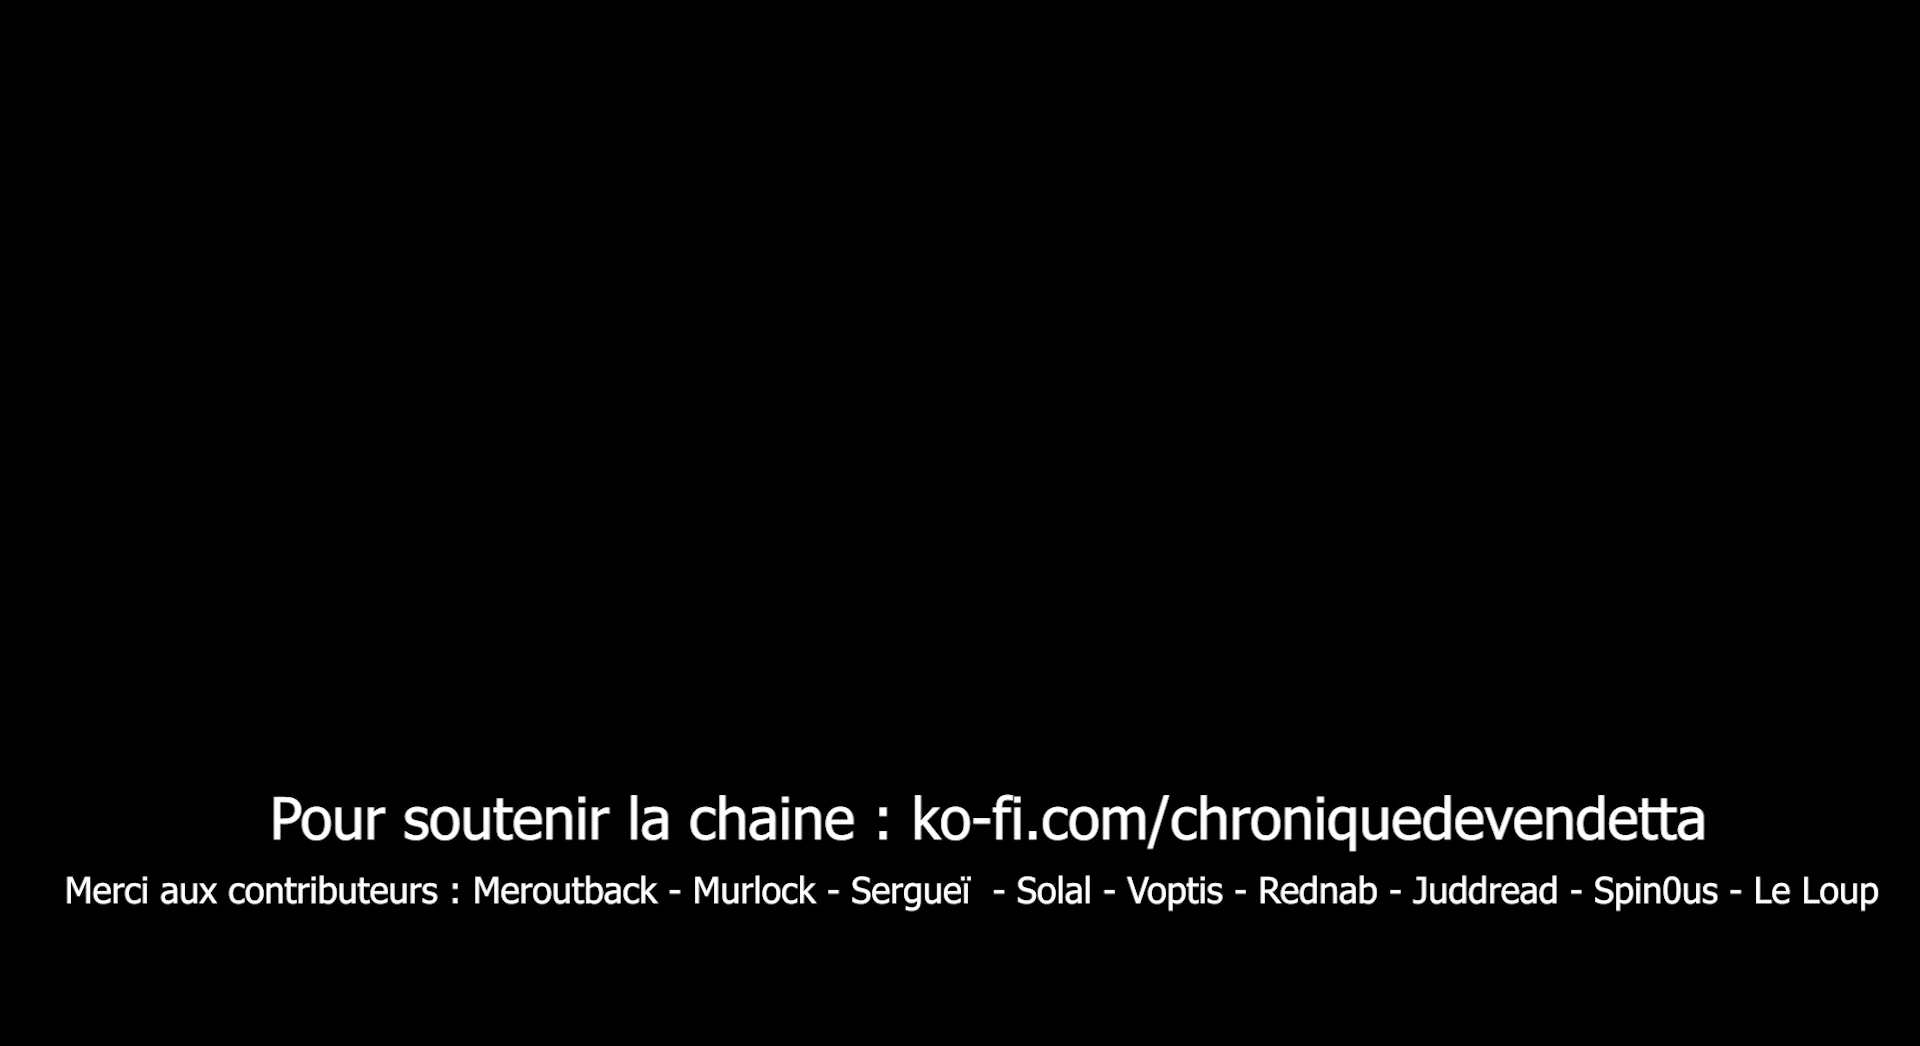 Pour soutenir la chaine : ko-fi.com/chroniquedevendetta
Merci aux contributeurs : Meroutback - Murlock - Sergueï  - Solal - Voptis - Rednab - Juddread - Spin0us - Le Loup